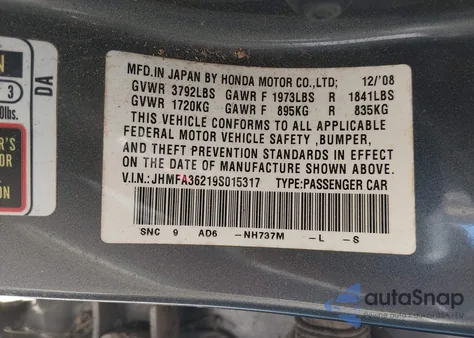 MFD.IN JAPAN BY HONDA MOTOR CO.,LTD; 12/'08
GVWR 3792LBS GAWR F 1973LBS R 1841LBS
GVWR 1720KG GAWR F 895KG R 835KG
THIS VEHICLE CONFORMS TO ALL APPLICABLE
FEDERAL MOTOR VEHICLE SAFETY ,BUMPER,
AND THEFT PREVENTION STANDARDS IN EFFECT
ON THE DATE OF MANUFACTURE SHOWN ABOVE.
V.I.N.: JHMFA36219S015317 TYPE:PASSENGER CAR
SNC 9 AD6 -NH737M -L -S
DA
3
autoSnap